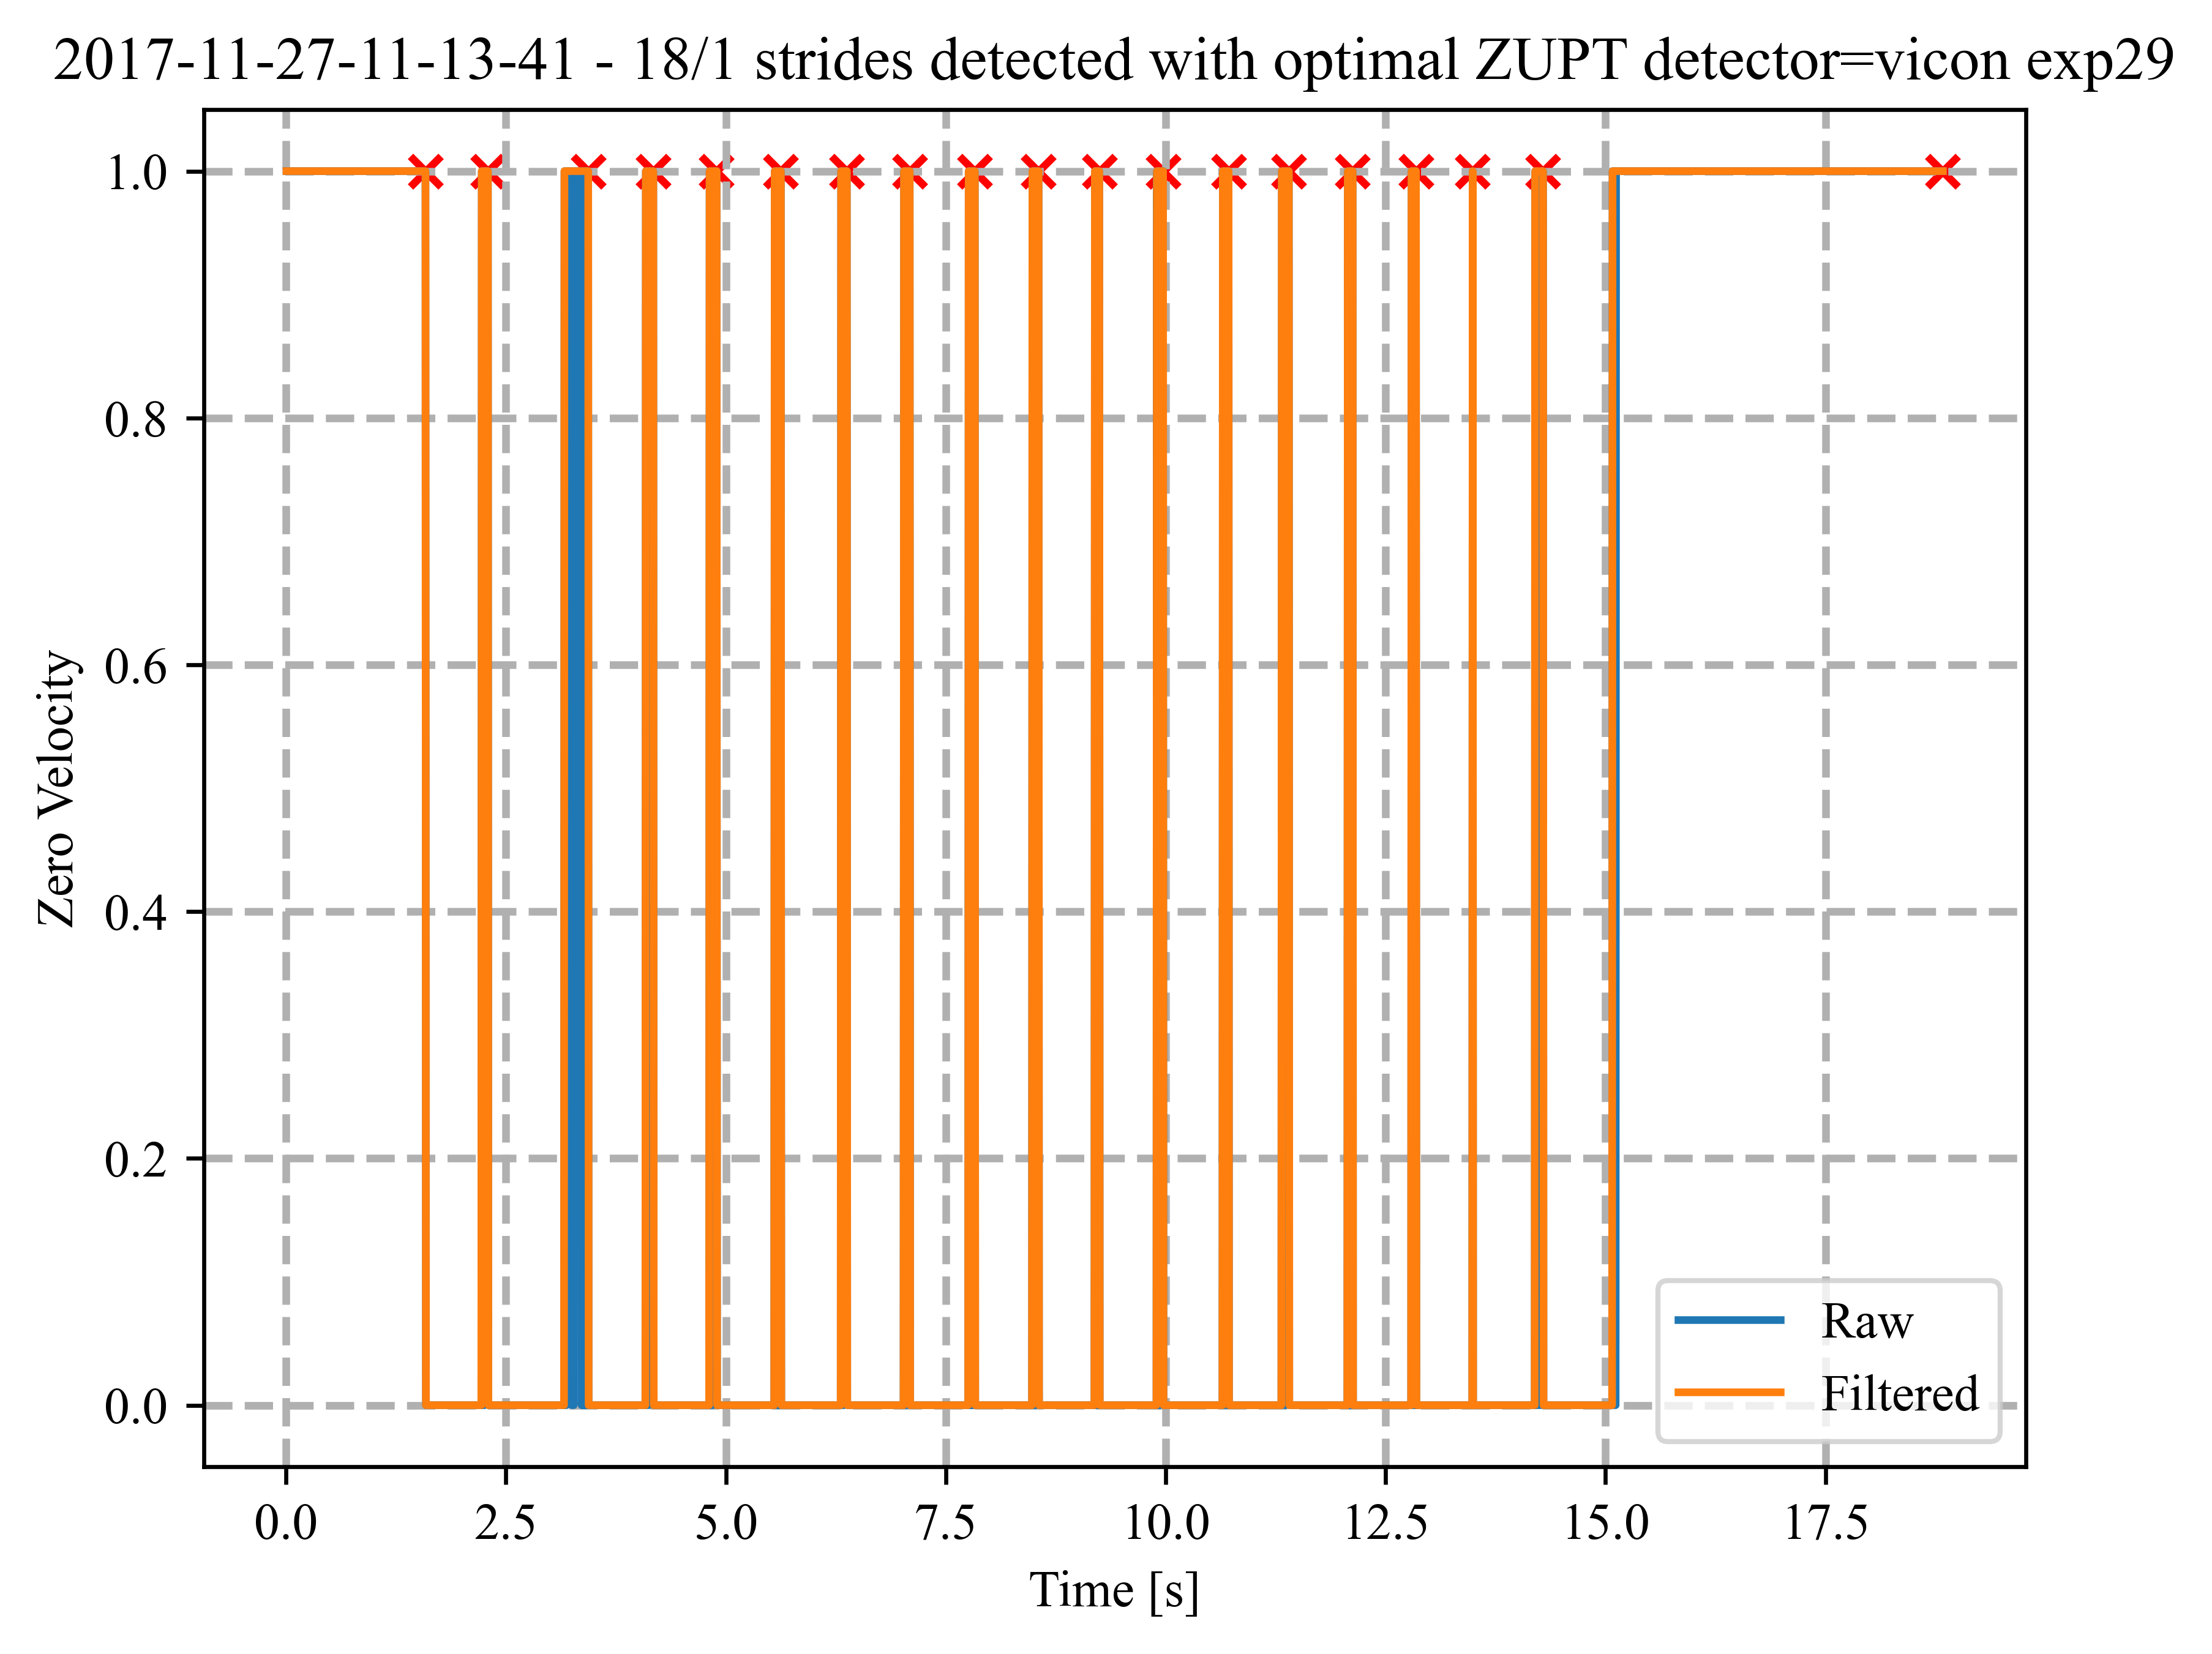 2017-11-27-11-13-41 - 18/1 strides detected with optimal ZUPT detector=vicon exp29
1.0
0.8
0.6
0.4
0.2
0.0
Zero Velocity
Raw
Filtered
0.0 2.5 5.0 7.5 10.0 12.5 15.0 17.5
Time [s]